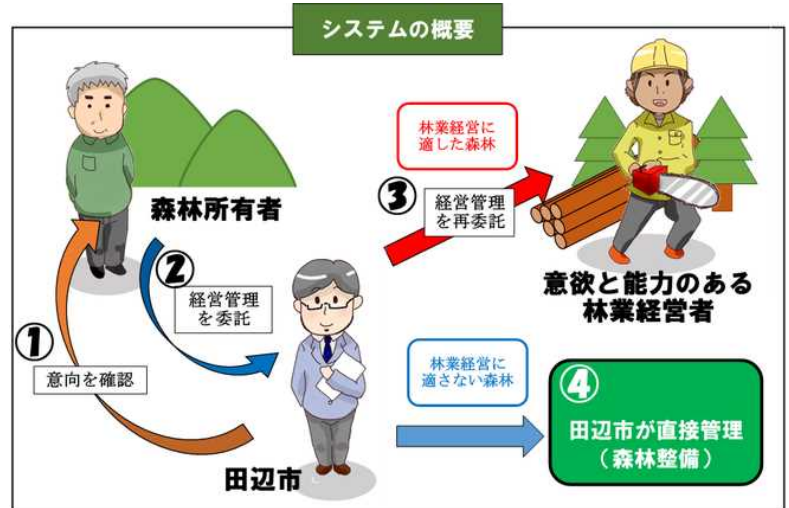 システムの概要
森林所有者
①
意向を確認
②
経営管理
を委託
田辺市
林業経営に
適した森林
③
経営管理
を再委託
意欲と能力のある
林業経営者
林業経営に
適さない森林
④
田辺市が直接管理
（森林整備）